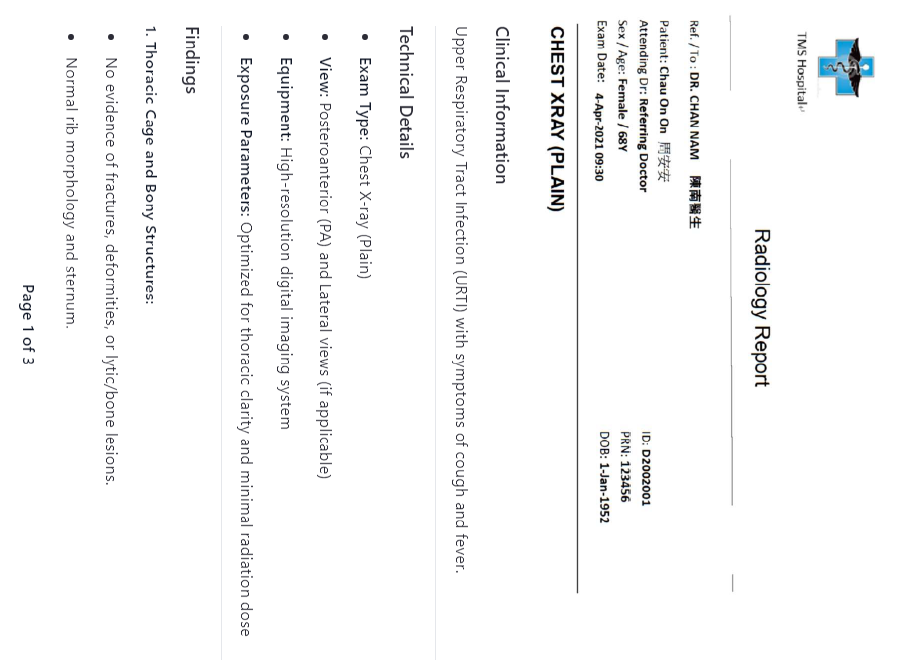 TMS Hospital
Radiology Report
Ref. / To : DR. CHAN NAM 陳南醫生
Patient: Chau On On 周安安 ID: D2002001
Attending Dr: Referring Doctor PRN: 123456
Sex / Age: Female / 68Y DOB: 1-Jan-1952
Exam Date: 4-Apr-2021 09:30
CHEST XRAY (PLAIN)
Clinical Information
Upper Respiratory Tract Infection (URTI) with symptoms of cough and fever.
Technical Details
• Exam Type: Chest X-ray (Plain)
• View: Posteroanterior (PA) and Lateral views (if applicable)
• Equipment: High-resolution digital imaging system
• Exposure Parameters: Optimized for thoracic clarity and minimal radiation dose
Findings
1. Thoracic Cage and Bony Structures:
• No evidence of fractures, deformities, or lytic/bone lesions.
• Normal rib morphology and sternum.
Page 1 of 3